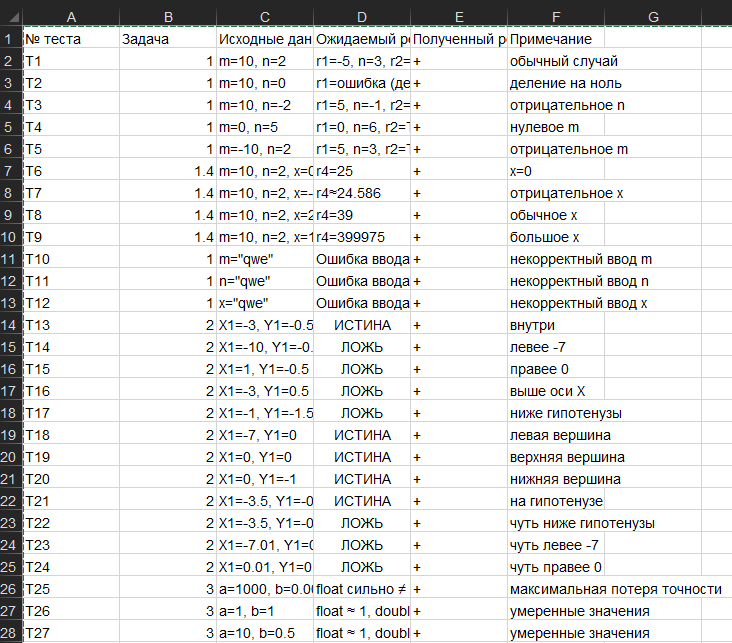 A B C D E F G
1 № теста Задача Исходные дан Ожидаемый ре Полученный р Примечание
2 T1 1 m=10, n=2 r1=-5, n=3, r2= + обычный случай
3 T2 1 m=10, n=0 r1=ошибка (де + деление на ноль
4 T3 1 m=10, n=-2 r1=5, n=-1, r2= + отрицательное n
5 T4 1 m=0, n=5 r1=0, n=6, r2= + нулевое m
6 T5 1 m=-10, n=2 r1=5, n=3, r2= + отрицательное m
7 T6 1.4 m=10, n=2, x=0 r4=25 + x=0
8 T7 1.4 m=10, n=2, x=- r4≈24.586 + отрицательное x
9 T8 1.4 m=10, n=2, x=2 r4=39 + обычное x
10 T9 1.4 m=10, n=2, x=1 r4=399975 + большое x
11 T10 1 m="qwe" Ошибка ввода + некорректный ввод m
12 T11 1 n="qwe" Ошибка ввода + некорректный ввод n
13 T12 1 x="qwe" Ошибка ввода + некорректный ввод x
14 T13 2 X1=-3, Y1=-0.5 ИСТИНА + внутри
15 T14 2 X1=-10, Y1=-0. ЛОЖЬ + левее -7
16 T15 2 X1=1, Y1=-0.5 ЛОЖЬ + правее 0
17 T16 2 X1=-3, Y1=0.5 ЛОЖЬ + выше оси X
18 T17 2 X1=-1, Y1=-1.5 ЛОЖЬ + ниже гипотенузы
19 T18 2 X1=-7, Y1=0 ИСТИНА + левая вершина
20 T19 2 X1=0, Y1=0 ИСТИНА + верхняя вершина
21 T20 2 X1=0, Y1=-1 ИСТИНА + нижняя вершина
22 T21 2 X1=-3.5, Y1=-0 ИСТИНА + на гипотенузе
23 T22 2 X1=-3.5, Y1=-0 ЛОЖЬ + чуть ниже гипотенузы
24 T23 2 X1=-7.01, Y1=0 ЛОЖЬ + чуть левее -7
25 T24 2 X1=0.01, Y1=0 ЛОЖЬ + чуть правее 0
26 T25 3 a=1000, b=0.00 float сильно ≠ + максимальная потеря точности
27 T26 3 a=1, b=1 float ≈ 1, doubl + умеренные значения
28 T27 3 a=10, b=0.5 float ≈ 1, doubl + умеренные значения